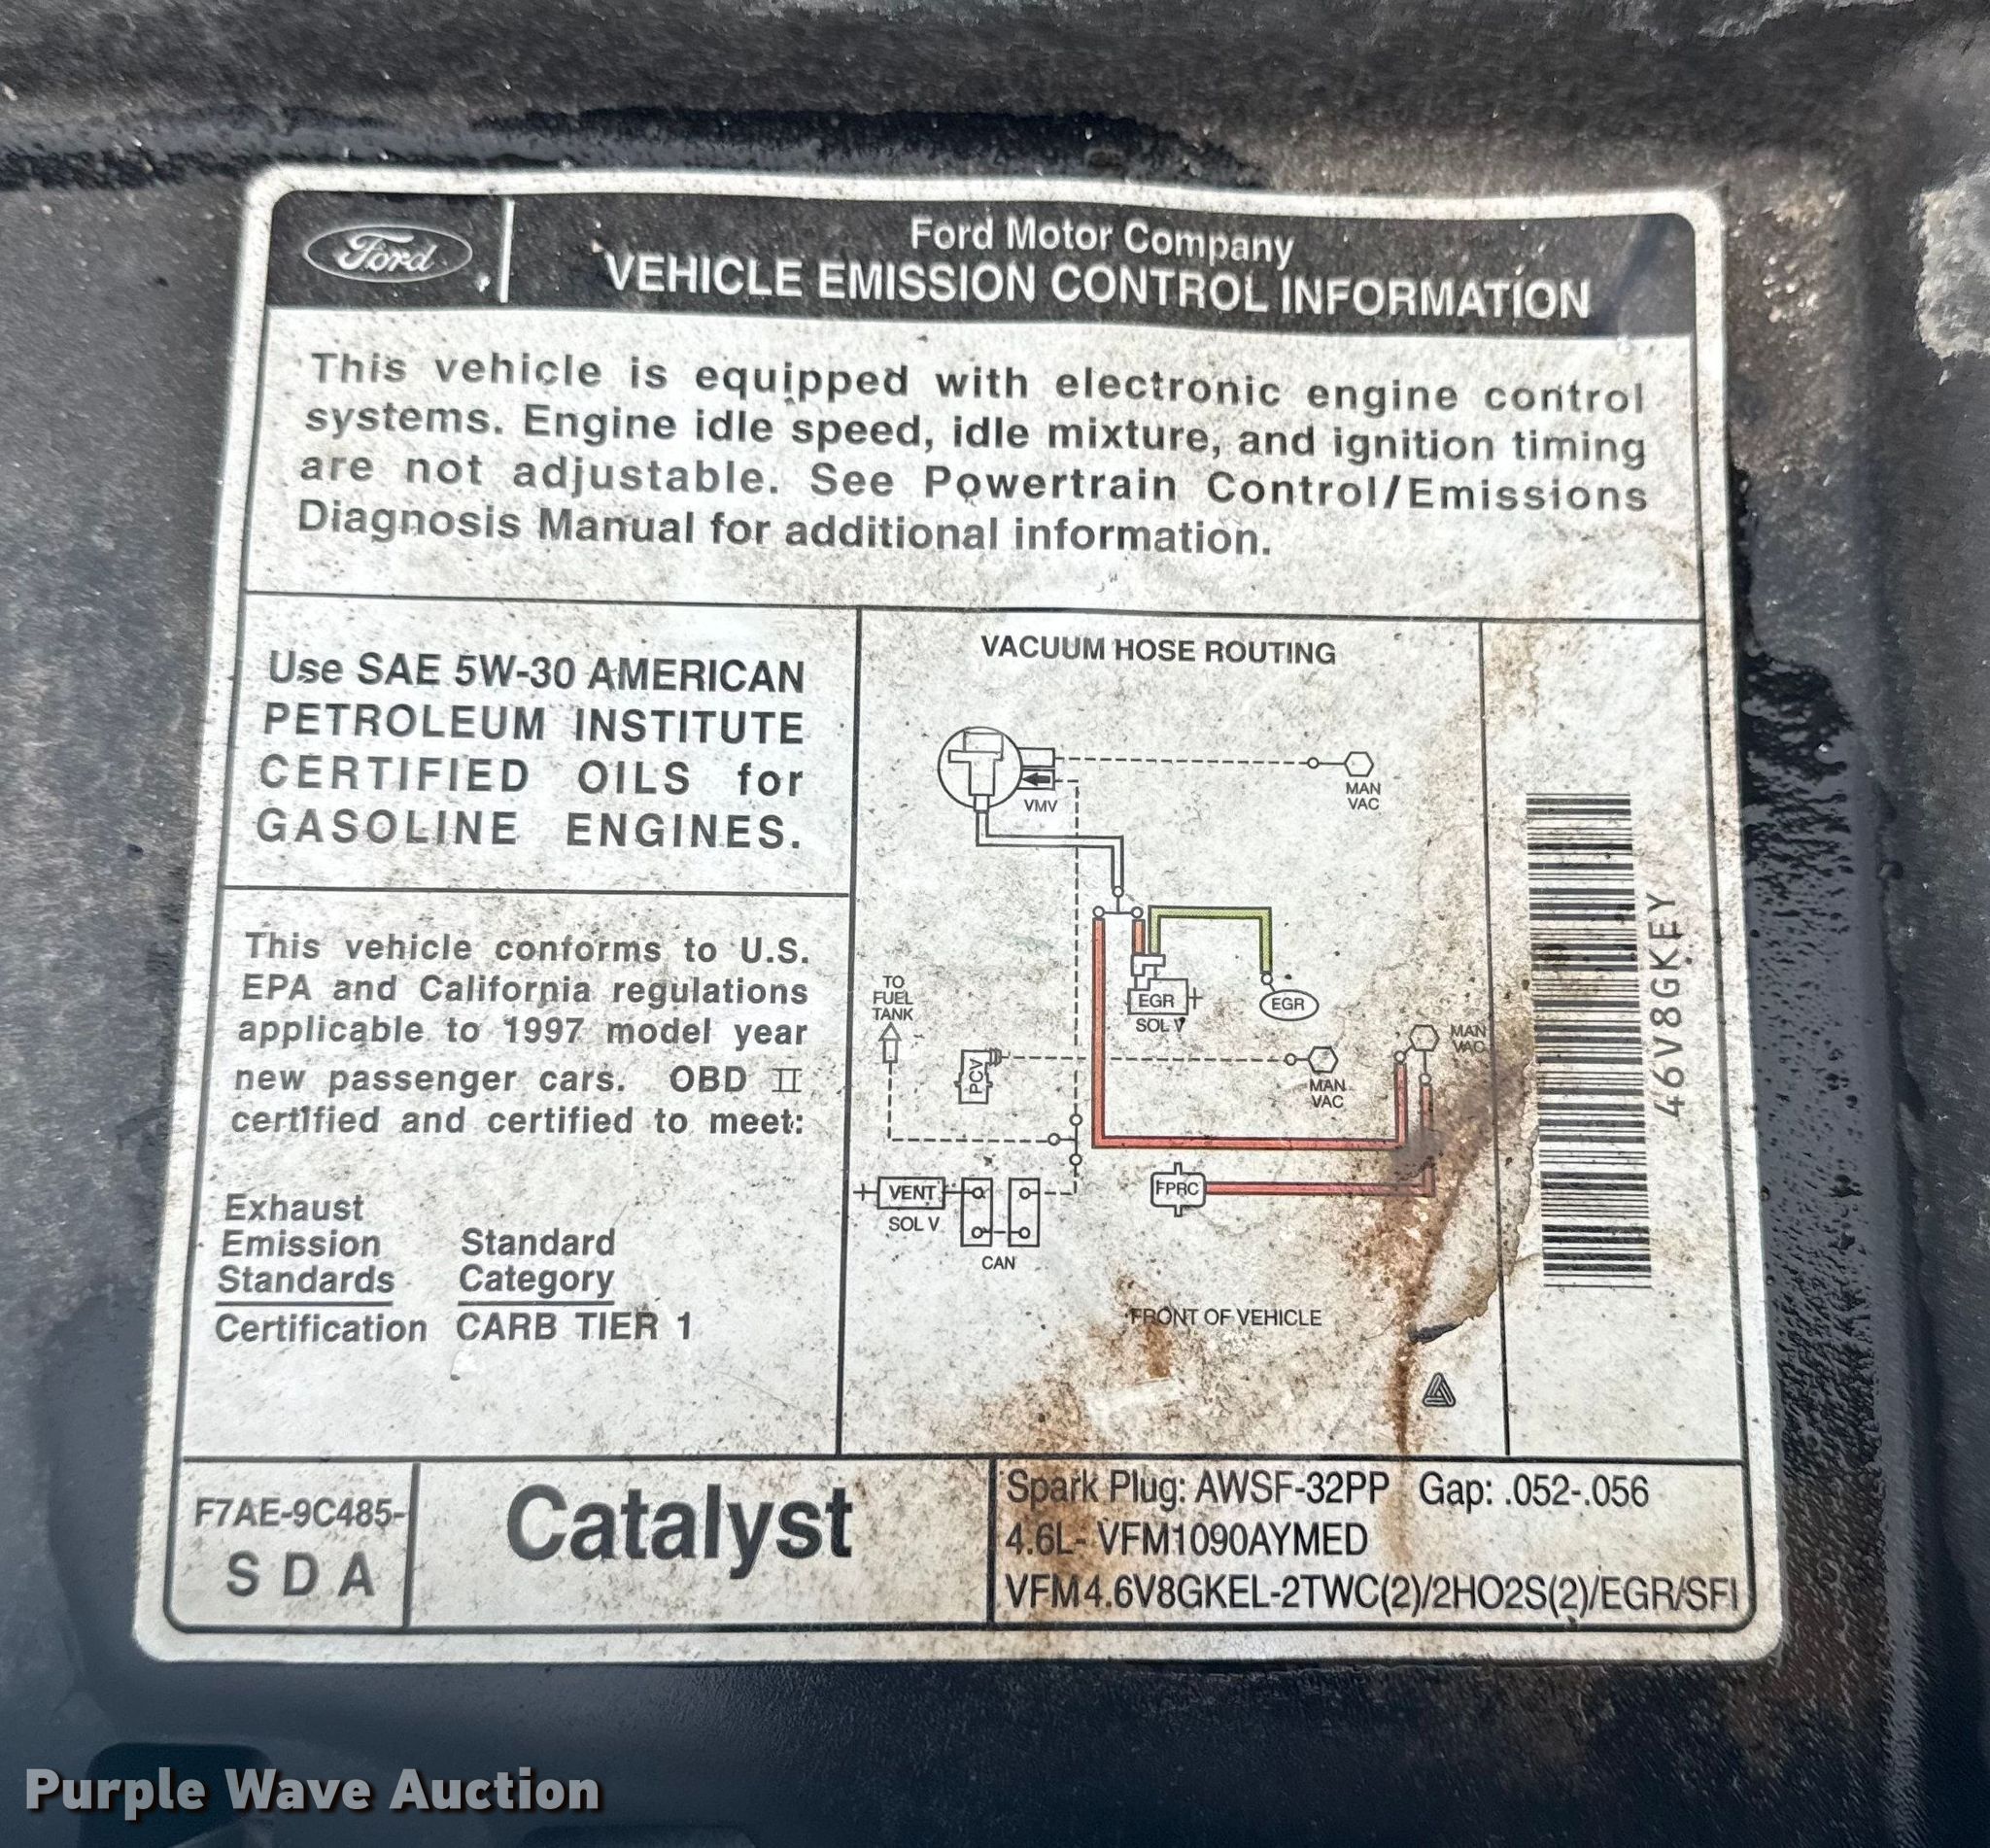 Ford
Ford Motor Company
VEHICLE EMISSION CONTROL INFORMATION
This vehicle is equipped with electronic engine control
systems. Engine idle speed, idle mixture, and ignition timing
are not adjustable. See Powertrain Control/Emissions
Diagnosis Manual for additional information.
Use SAE 5W-30 AMERICAN
PETROLEUM INSTITUTE
CERTIFIED OILS for
GASOLINE ENGINES.
This vehicle conforms to U.S.
EPA and California regulations
applicable to 1997 model year
new passenger cars. OBD II
certified and certified to meet:
Exhaust
Emission
Standards
Standard
Category
Certification CARB TIER 1
VACUUM HOSE ROUTING
VMV
MAN
VAC
TO
FUEL
TANK
EGR
SOL V
EGR
PCV
MAN
VAC
MAN
VAC
VENT
SOL V
CAN
FPRC
FRONT OF VEHICLE
46V8GKEY
F7AE-9C485-
S D A
Catalyst
Spark Plug: AWSF-32PP Gap: .052-.056
4.6L- VFM1090AYMED
VFM4.6V8GKEL-2TWC(2)/2HO2S(2)/EGR/SFI
Purple Wave Auction